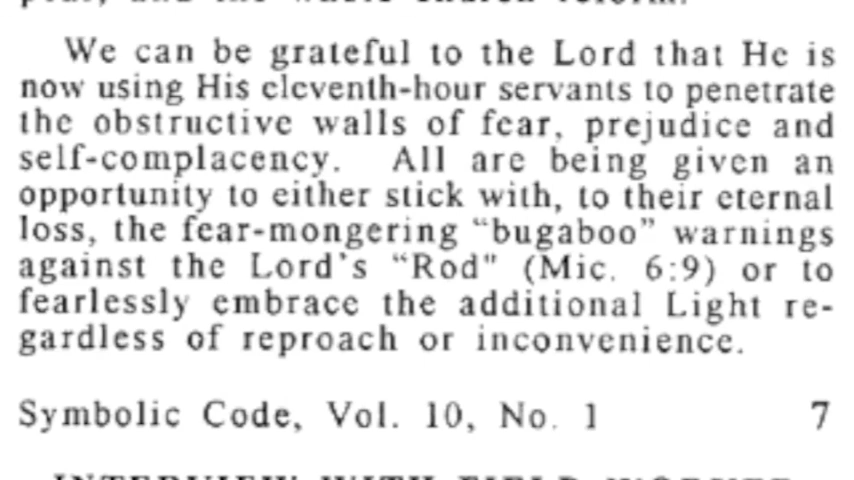 We can be grateful to the Lord that He is
now using His eleventh-hour servants to penetrate
the obstructive walls of fear, prejudice and
self-complacency. All are being given an
opportunity to either stick with, to their eternal
loss, the fear-mongering "bugaboo" warnings
against the Lord's "Rod" (Mic. 6:9) or to
fearlessly embrace the additional Light re-
gardless of reproach or inconvenience.
Symbolic Code, Vol. 10, No. 1 7